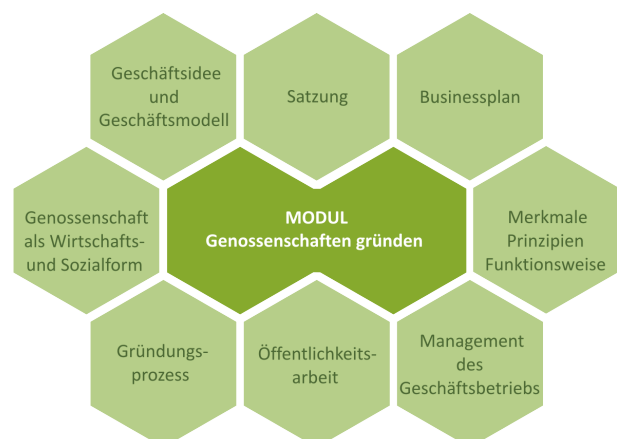 Geschäftsidee
und
Geschäftsmodell
Satzung
Businessplan
Genossenschaft
als Wirtschafts-
und Sozialform
MODUL
Genossenschaften gründen
Merkmale
Prinzipien
Funktionsweise
Gründungs-
prozess
Öffentlichkeits-
arbeit
Management
des
Geschäftsbetriebs